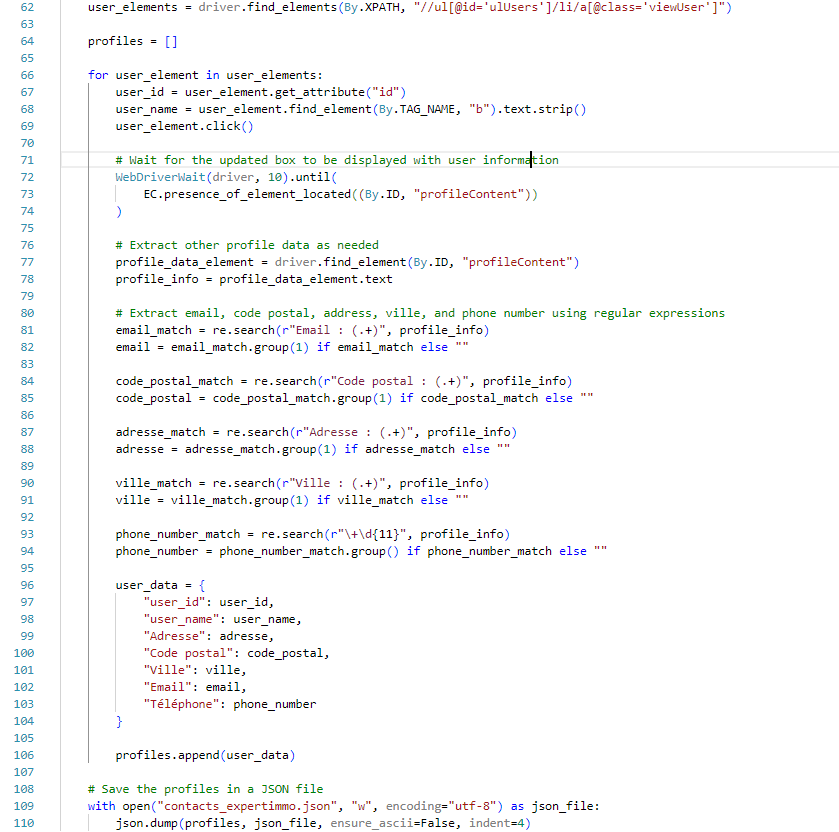 62 user_elements = driver.find_elements(By.XPATH, "//ul[@id='ulUsers']/li/a[@class='viewUser']")
63
64 profiles = []
65
66 for user_element in user_elements:
67 user_id = user_element.get_attribute("id")
68 user_name = user_element.find_element(By.TAG_NAME, "b").text.strip()
69 user_element.click()
70
71 # Wait for the updated box to be displayed with user information
72 WebDriverWait(driver, 10).until(
73 EC.presence_of_element_located((By.ID, "profileContent"))
74 )
75
76 # Extract other profile data as needed
77 profile_data_element = driver.find_element(By.ID, "profileContent")
78 profile_info = profile_data_element.text
79
80 # Extract email, code postal, address, ville, and phone number using regular expressions
81 email_match = re.search(r"Email : (.+)", profile_info)
82 email = email_match.group(1) if email_match else ""
83
84 code_postal_match = re.search(r"Code postal : (.+)", profile_info)
85 code_postal = code_postal_match.group(1) if code_postal_match else ""
86
87 adresse_match = re.search(r"Adresse : (.+)", profile_info)
88 adresse = adresse_match.group(1) if adresse_match else ""
89
90 ville_match = re.search(r"Ville : (.+)", profile_info)
91 ville = ville_match.group(1) if ville_match else ""
92
93 phone_number_match = re.search(r"\+\d{11}", profile_info)
94 phone_number = phone_number_match.group() if phone_number_match else ""
95
96 user_data = {
97 "user_id": user_id,
98 "user_name": user_name,
99 "Adresse": adresse,
100 "Code postal": code_postal,
101 "Ville": ville,
102 "Email": email,
103 "Téléphone": phone_number
104 }
105
106 profiles.append(user_data)
107
108 # Save the profiles in a JSON file
109 with open("contacts_expertimmo.json", "w", encoding="utf-8") as json_file:
110 json.dump(profiles, json_file, ensure_ascii=False, indent=4)